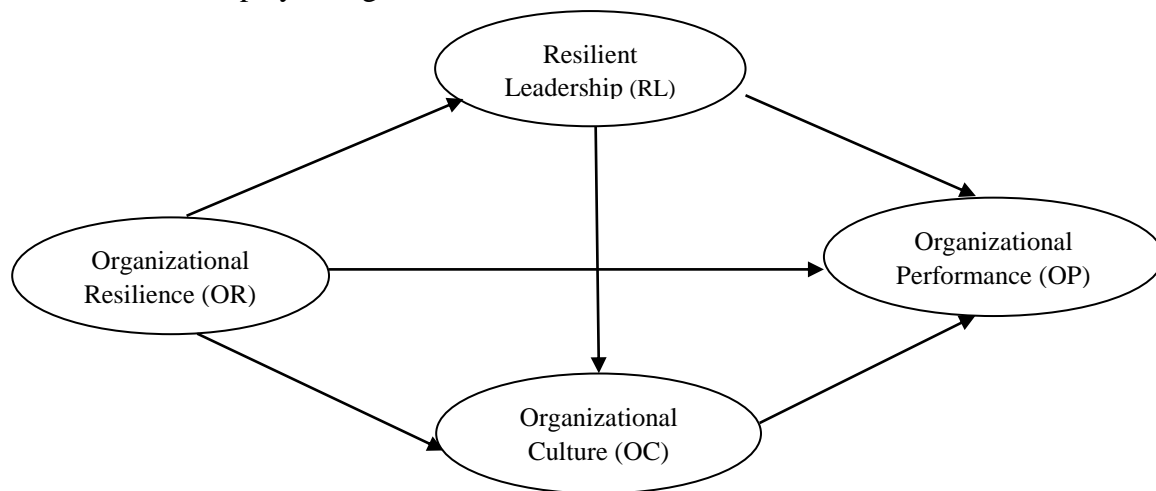 Resilient
Leadership (RL)
Organizational
Resilience (OR)
Organizational
Performance (OP)
Organizational
Culture (OC)